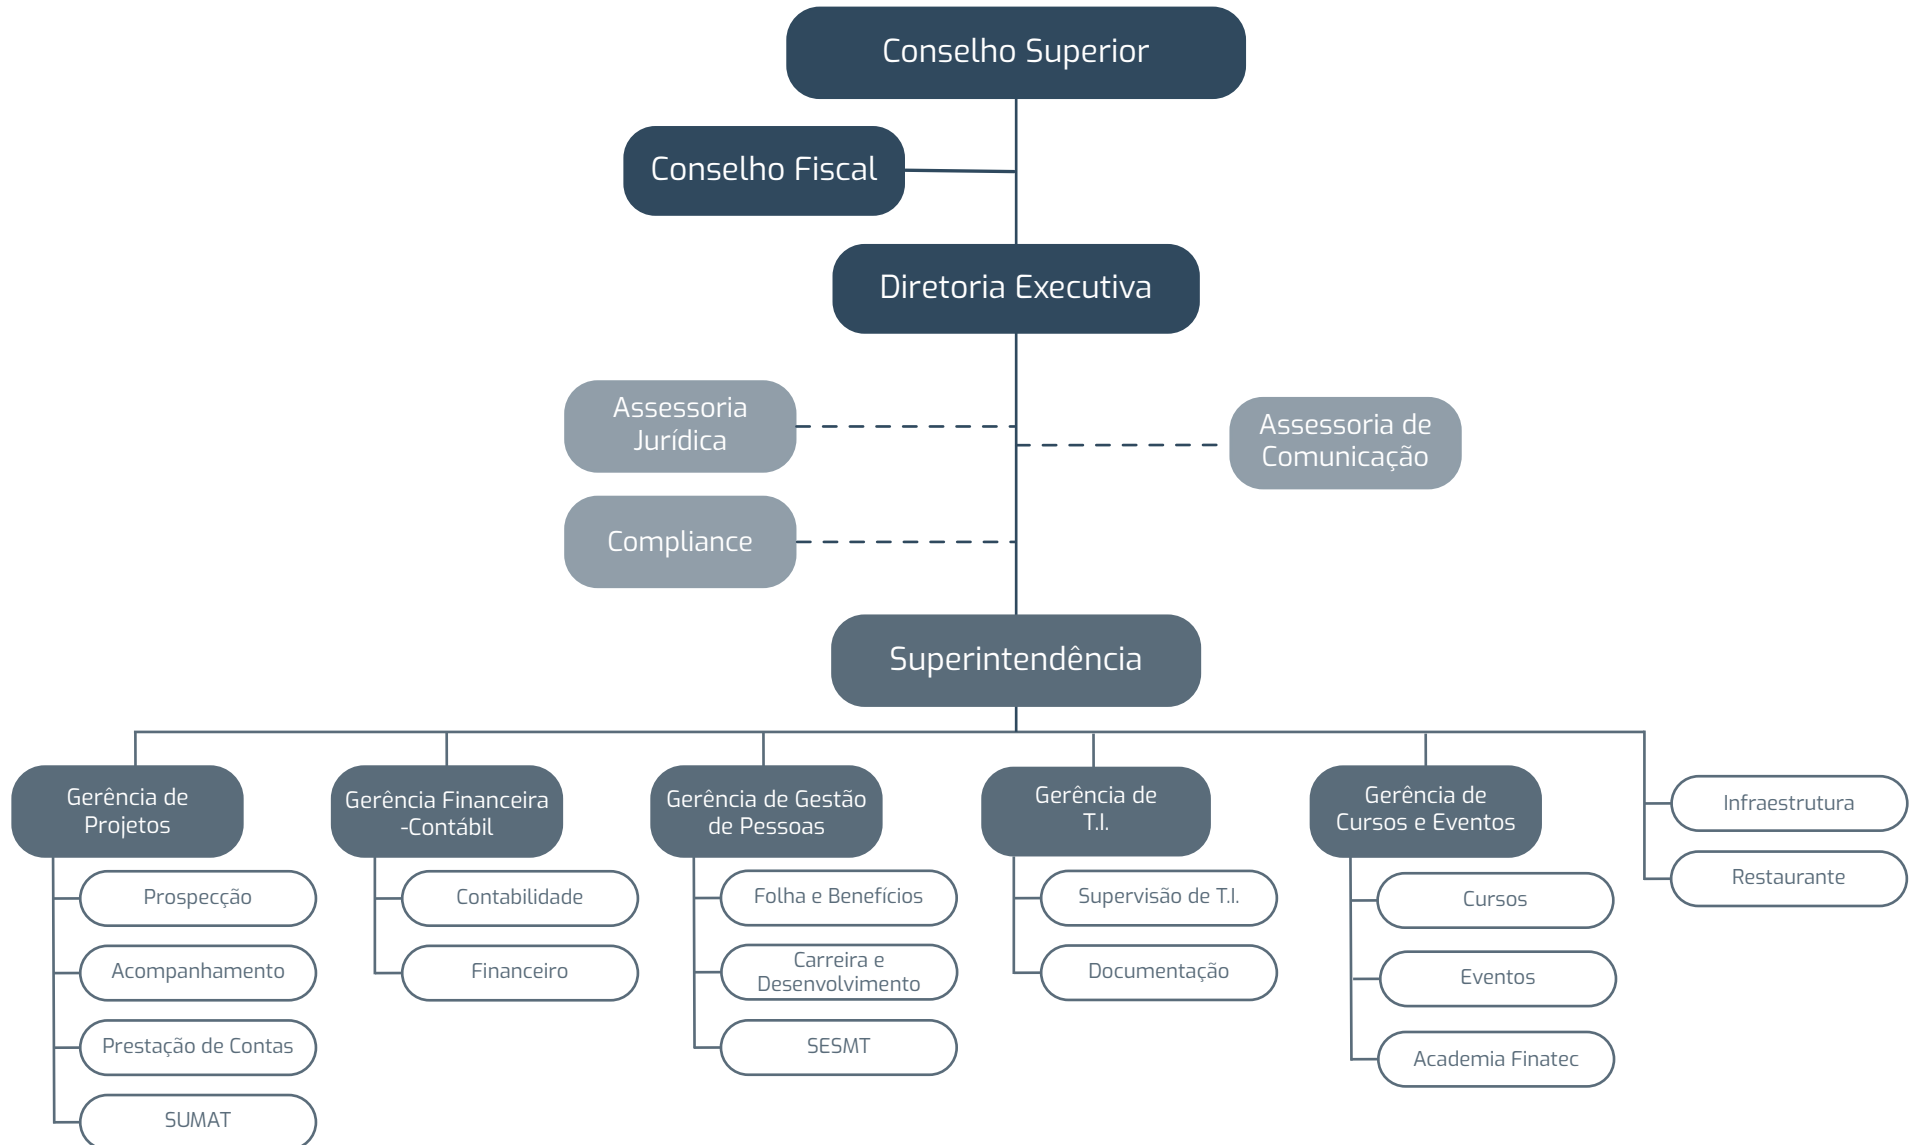 Conselho Superior
Conselho Fiscal
Diretoria Executiva
Assessoria
Jurídica
Assessoria de
Comunicação
Compliance
Superintendência
Gerência de
Projetos
Prospecção
Acompanhamento
Prestação de Contas
SUMAT
Gerência Financeira
-Contábil
Contabilidade
Financeiro
Gerência de Gestão
de Pessoas
Folha e Benefícios
Carreira e
Desenvolvimento
SESMT
Gerência de
T.I.
Supervisão de T.I.
Documentação
Gerência de
Cursos e Eventos
Cursos
Eventos
Academia Finatec
Infraestrutura
Restaurante